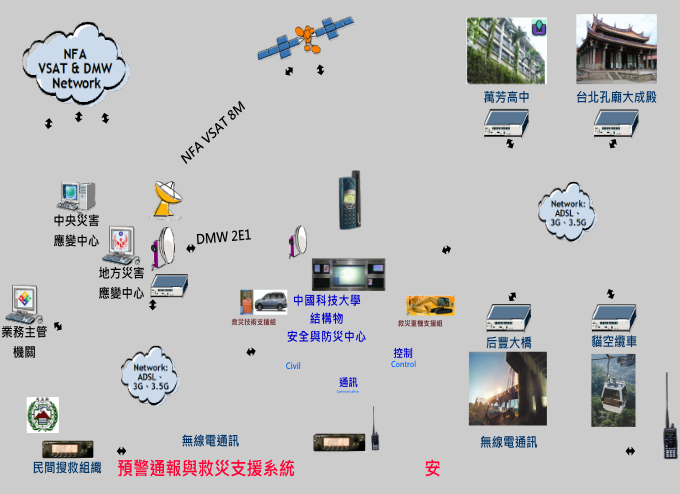 NFA
VSAT & DMW
Network
NFA VSAT 8M
萬芳高中
台北孔廟大成殿
中央災害
應變中心
Network:
ADSL、
3G、3.5G
DMW 2E1
地方災害
應變中心
業務主管
機關
救災技術支援組
中國科技大學
結構物
安全與防災中心
救災重機支援組
后豐大橋
貓空纜車
Network:
ADSL、
3G、3.5G
Civil
控制
Control
通訊
Communication
無線電通訊
無線電通訊
民間搜救組織
預警通報與救災支援系統
安